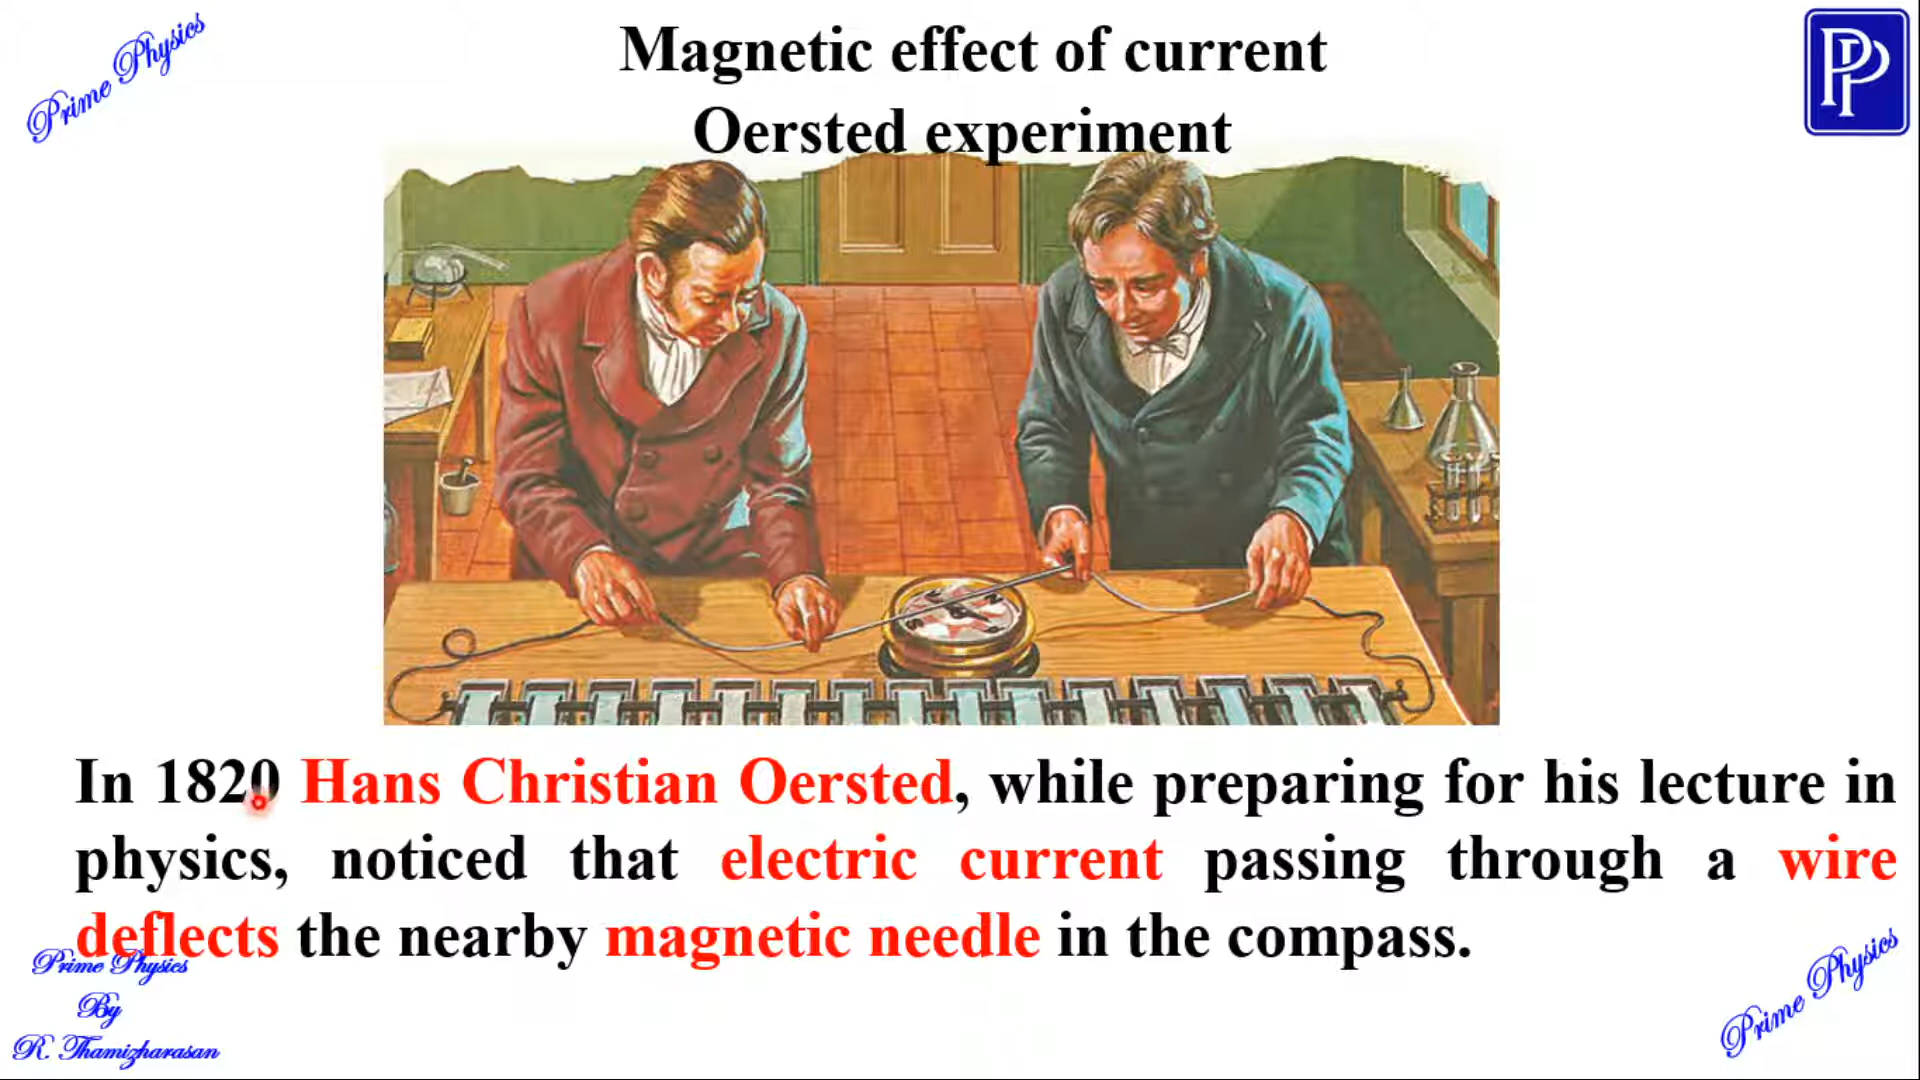 Prime Physics
Magnetic effect of current
PP
Oersted experiment
In 1820 Hans Christian Oersted, while preparing for his lecture in
physics, noticed that electric current passing through a wire
deflects the nearby magnetic needle in the compass.
Prime Physics
By
R. Thamizharasan
Prime Physics